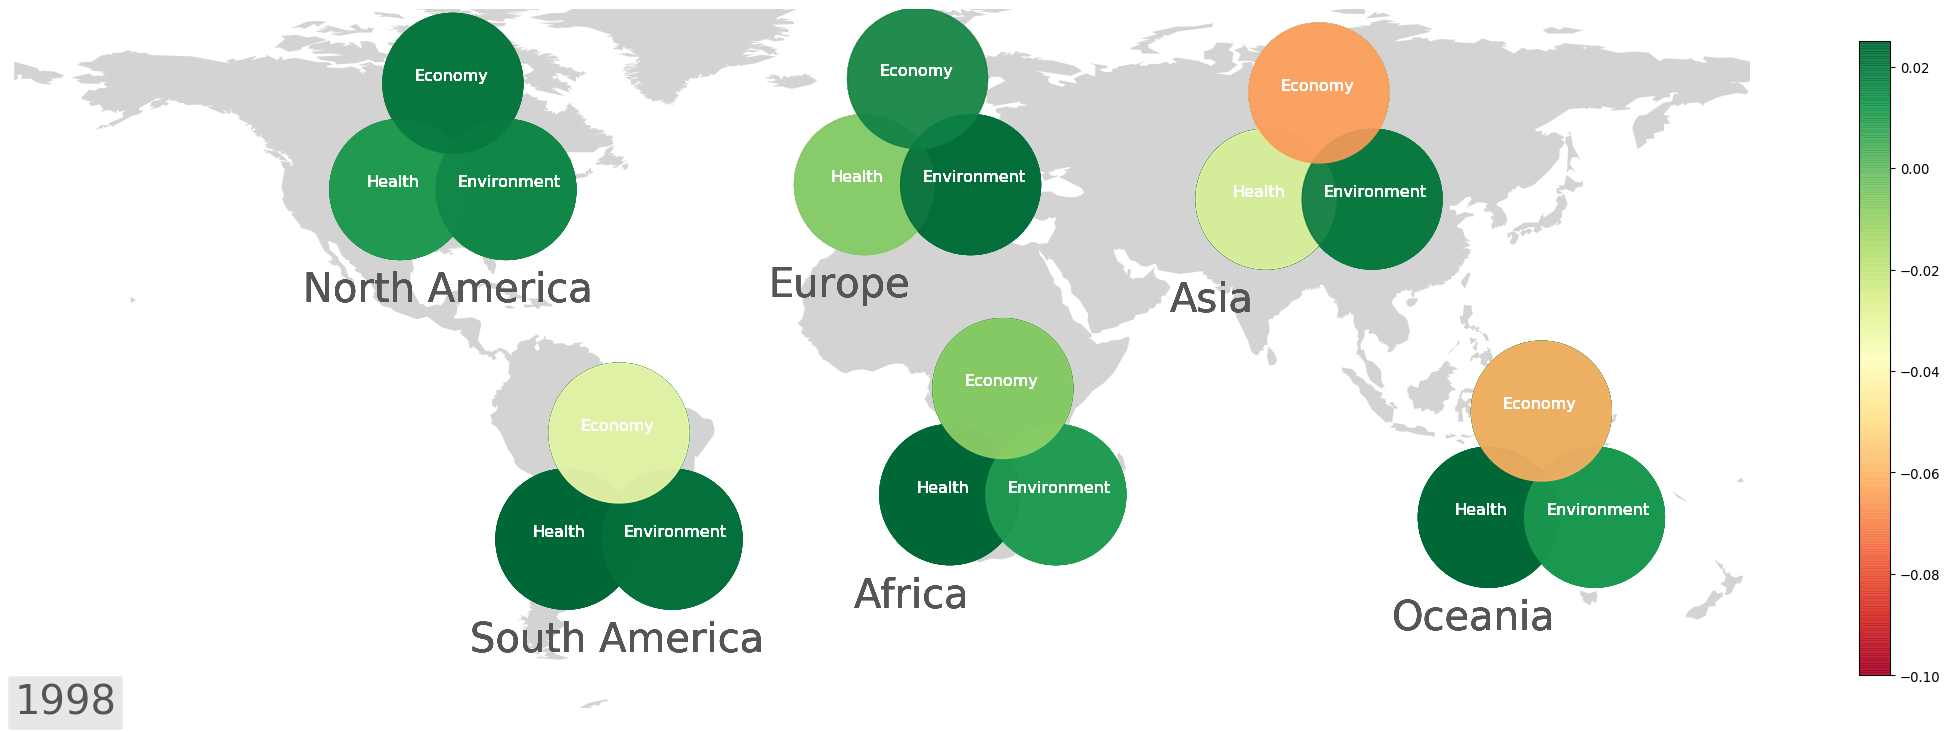 Economy
Health
Environment
North America
Economy
Health
Environment
Europe
Economy
Health
Environment
Asia
Economy
Health
Environment
South America
Economy
Health
Environment
Africa
Economy
Health
Environment
Oceania
1998
0.02
0.00
−0.02
−0.04
−0.06
−0.08
−0.10